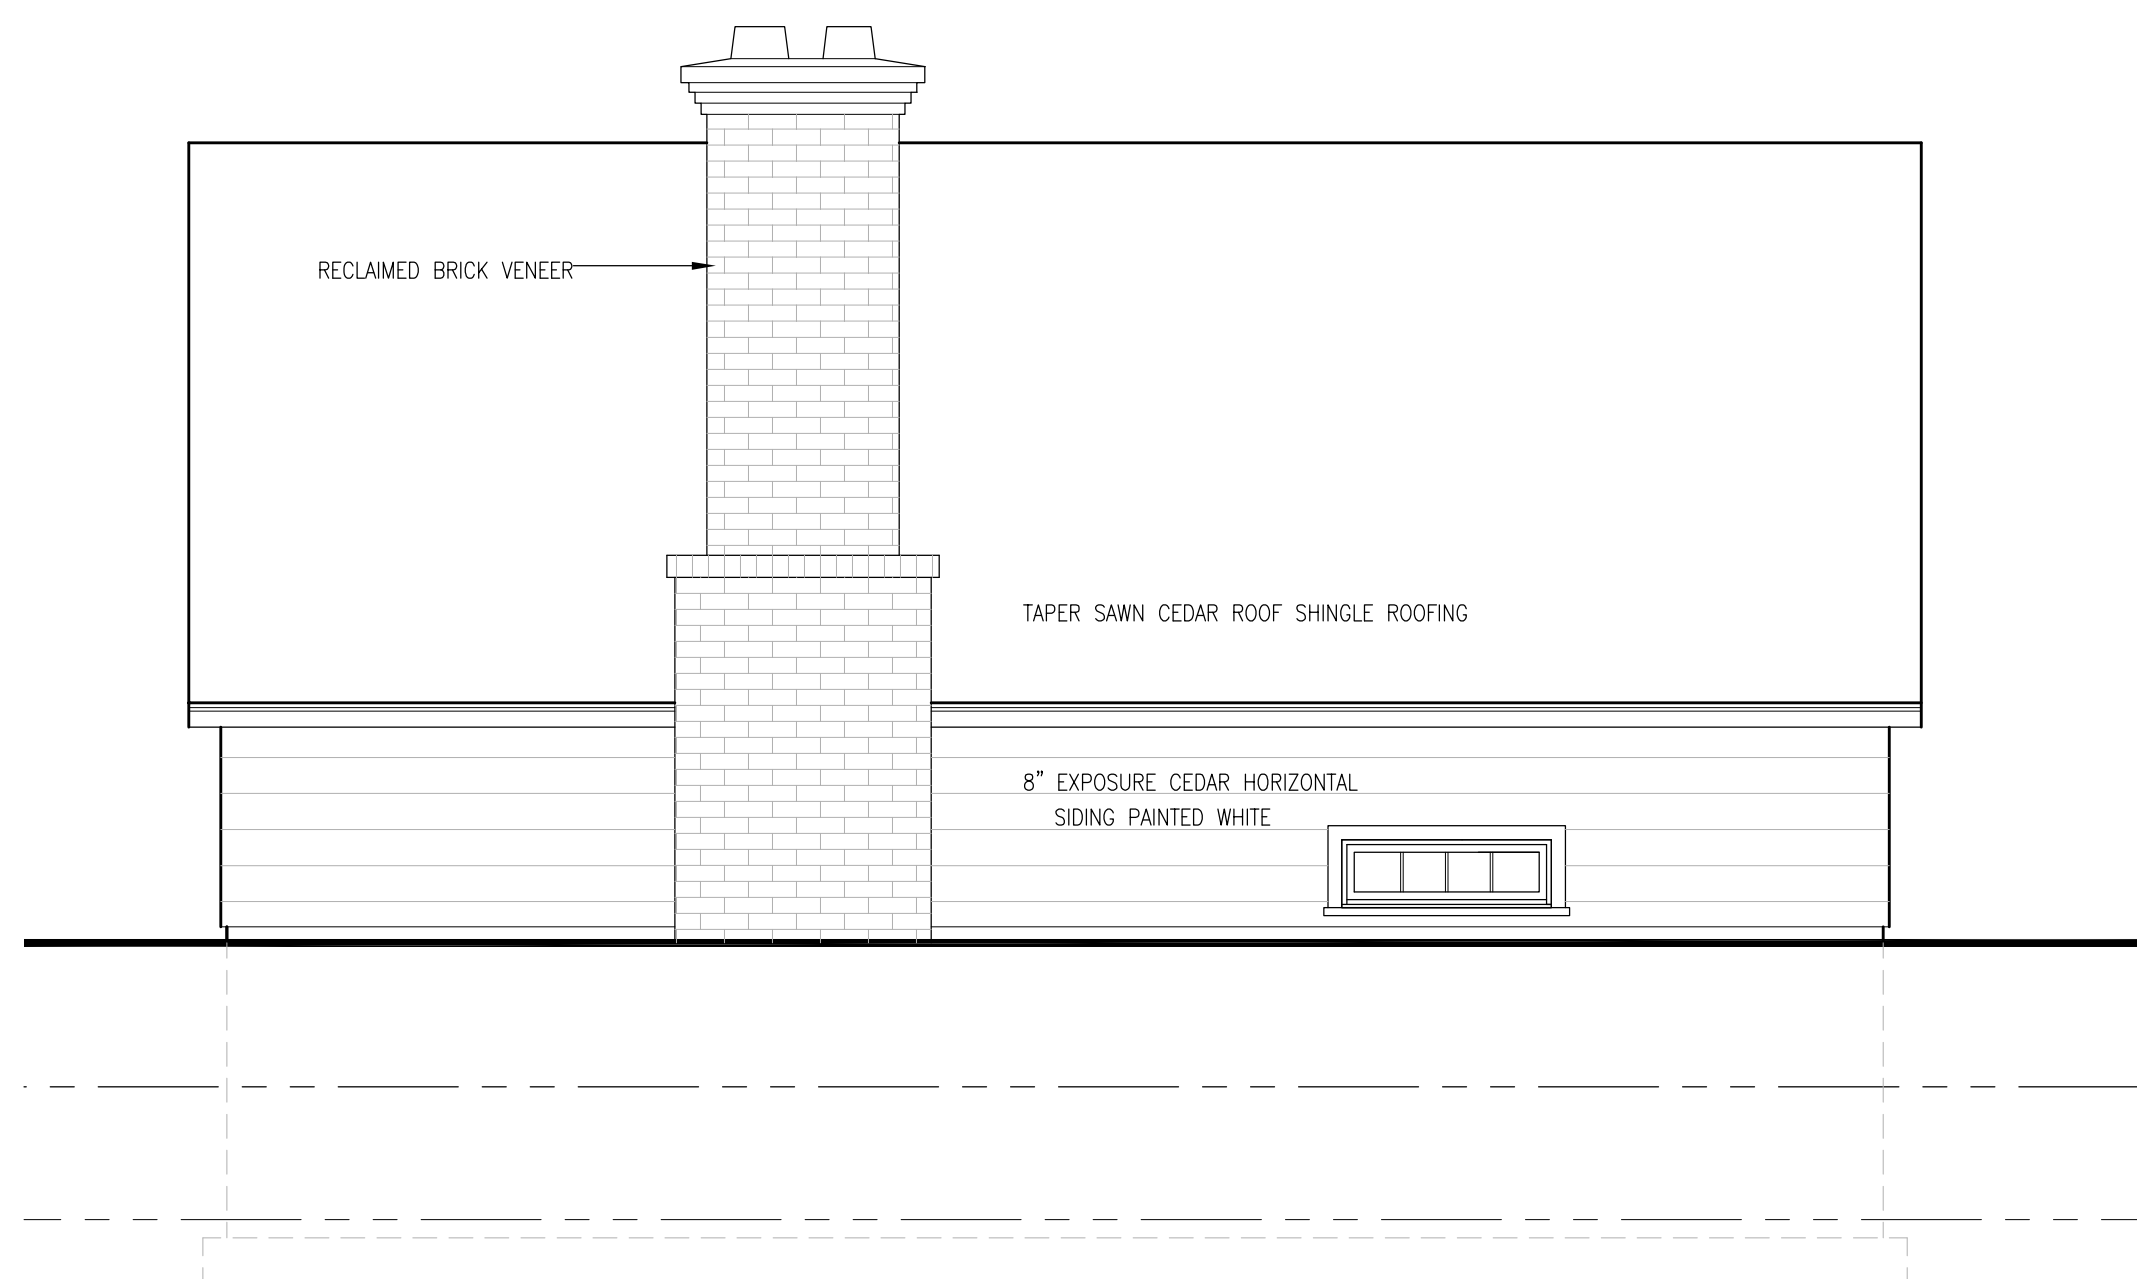 RECLAIMED BRICK VENEER
TAPER SAWN CEDAR ROOF SHINGLE ROOFING
8" EXPOSURE CEDAR HORIZONTAL
SIDING PAINTED WHITE